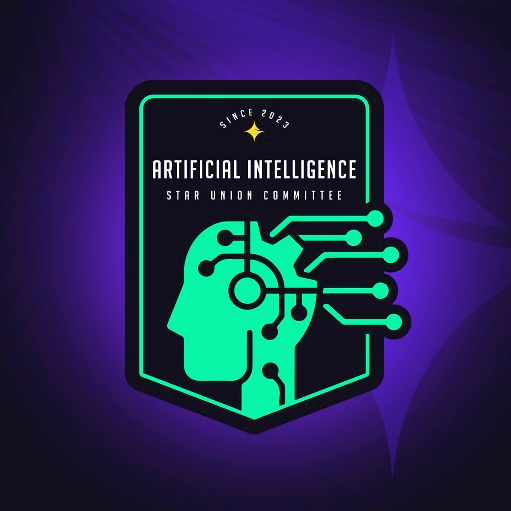 SINCE 2023
ARTIFICIAL INTELLIGENCE
STAR UNION COMMITTEE